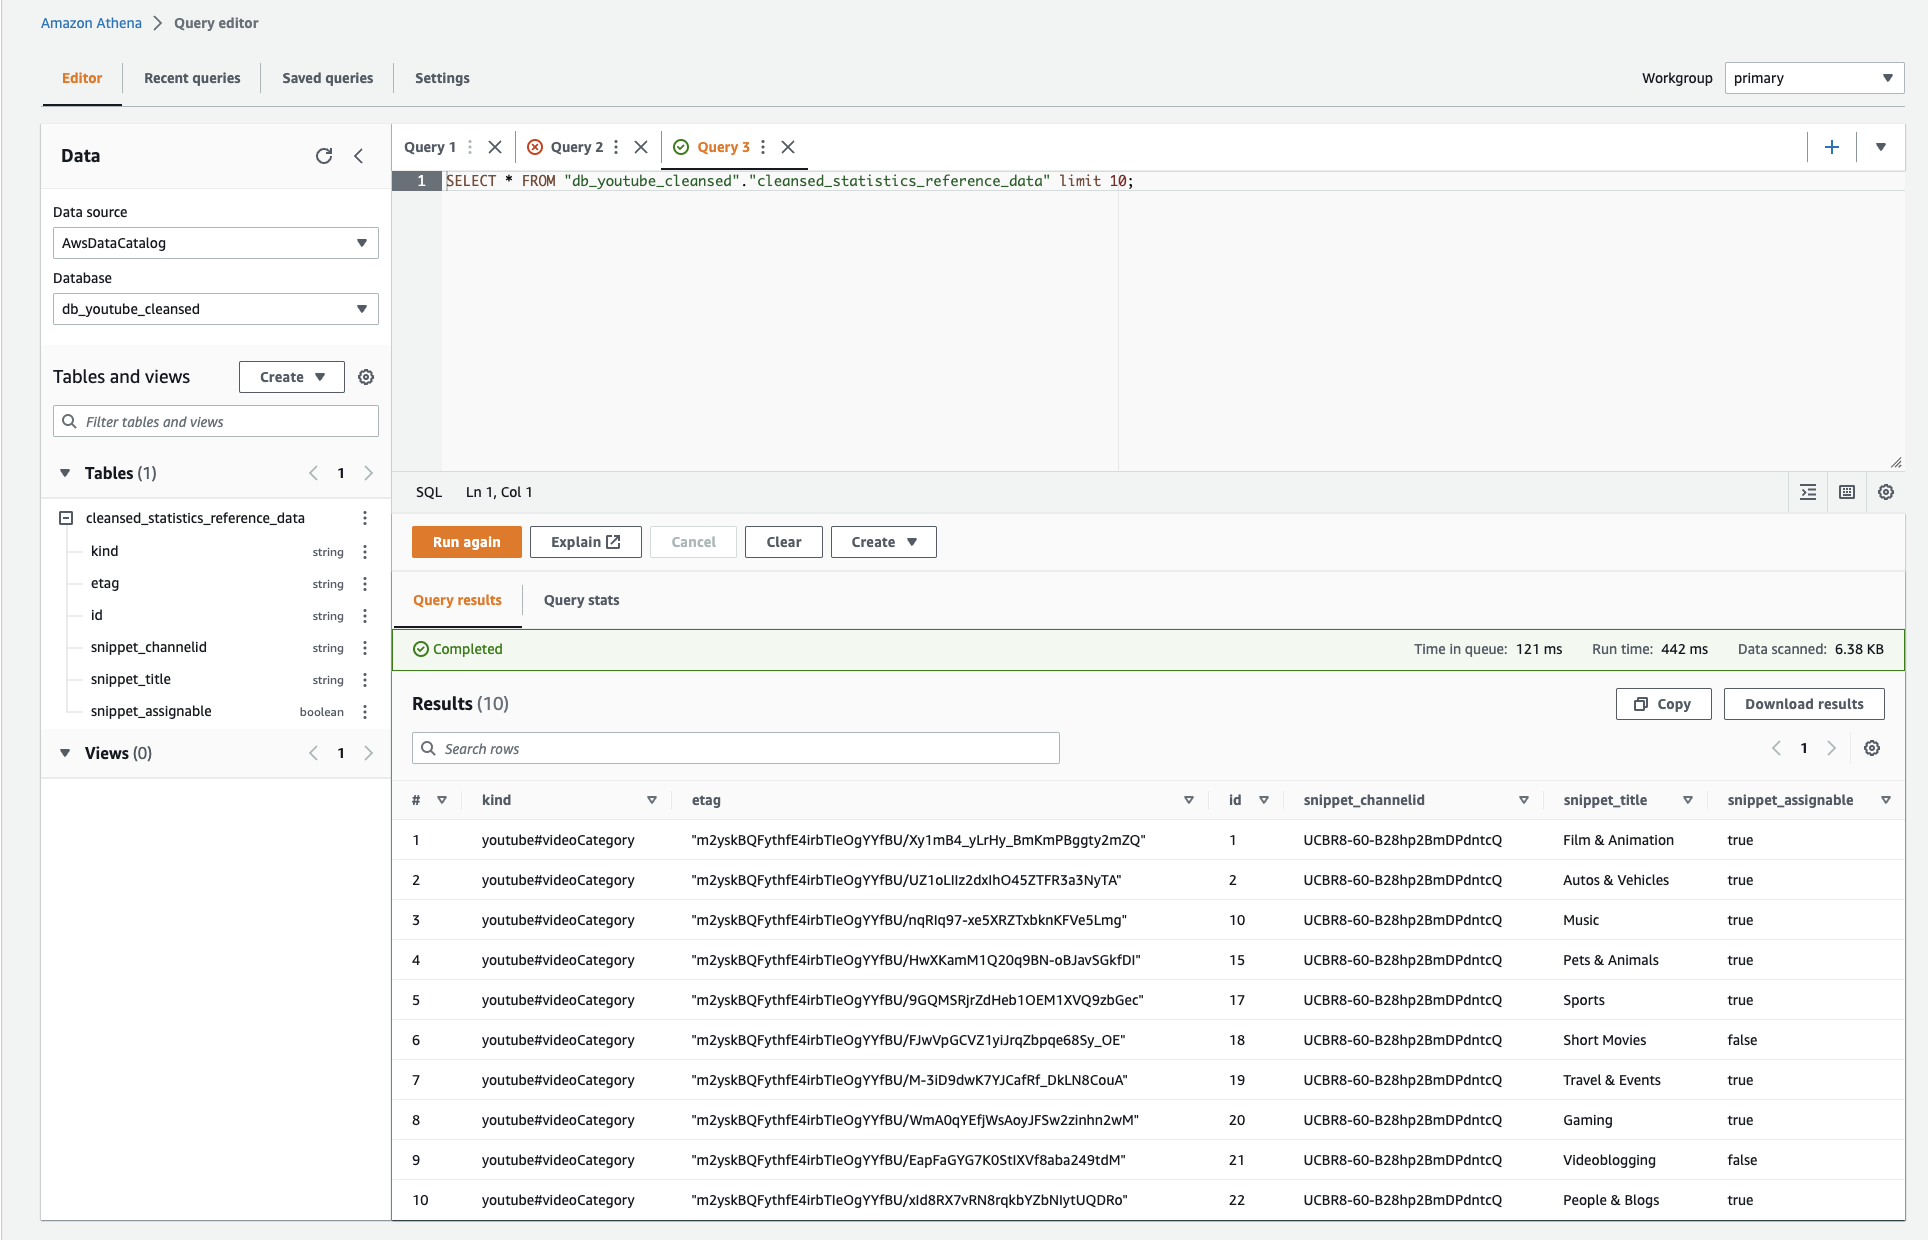 Amazon Athena > Query editor
Editor Recent queries Saved queries Settings Workgroup primary
Data
Data source
AwsDataCatalog
Database
db_youtube_cleansed
Tables and views Create
Filter tables and views
Tables (1) 1
cleansed_statistics_reference_data
kind string
etag string
id string
snippet_channelid string
snippet_title string
snippet_assignable boolean
Views (0) 1
Query 1 Query 2 Query 3
1 SELECT * FROM "db_youtube_cleansed"."cleansed_statistics_reference_data" limit 10;
SQL Ln 1, Col 1
Run again Explain Cancel Clear Create
Query results Query stats
Completed Time in queue: 121 ms Run time: 442 ms Data scanned: 6.38 KB
Results (10) Copy Download results
Search rows 1
# kind etag id snippet_channelid snippet_title snippet_assignable
1 youtube#videoCategory "m2yskBQFythfE4irbTIeOgYYfBU/Xy1mB4_yLrHy_BmKmPBggty2mZQ" 1 UCBR8-60-B28hp2BmDPdntcQ Film & Animation true
2 youtube#videoCategory "m2yskBQFythfE4irbTIeOgYYfBU/UZ1oLIIz2dxIhO45ZTFR3a3NyTA" 2 UCBR8-60-B28hp2BmDPdntcQ Autos & Vehicles true
3 youtube#videoCategory "m2yskBQFythfE4irbTIeOgYYfBU/nqRIq97-xe5XRZTxbknKFVe5Lmg" 10 UCBR8-60-B28hp2BmDPdntcQ Music true
4 youtube#videoCategory "m2yskBQFythfE4irbTIeOgYYfBU/HwXKamM1Q20q9BN-oBJavSGkfDI" 15 UCBR8-60-B28hp2BmDPdntcQ Pets & Animals true
5 youtube#videoCategory "m2yskBQFythfE4irbTIeOgYYfBU/9GQMSRjrZdHeb1OEM1XVQ9zbGec" 17 UCBR8-60-B28hp2BmDPdntcQ Sports true
6 youtube#videoCategory "m2yskBQFythfE4irbTIeOgYYfBU/FJwVpGCVZ1yiJrqZbpqe68Sy_OE" 18 UCBR8-60-B28hp2BmDPdntcQ Short Movies false
7 youtube#videoCategory "m2yskBQFythfE4irbTIeOgYYfBU/M-3iD9dwK7YJCafRf_DkLN8CouA" 19 UCBR8-60-B28hp2BmDPdntcQ Travel & Events true
8 youtube#videoCategory "m2yskBQFythfE4irbTIeOgYYfBU/WmA0qYEfjWsAoyJFSw2zinhn2wM" 20 UCBR8-60-B28hp2BmDPdntcQ Gaming true
9 youtube#videoCategory "m2yskBQFythfE4irbTIeOgYYfBU/EapFaGYG7K0StIXVf8aba249tdM" 21 UCBR8-60-B28hp2BmDPdntcQ Videoblogging false
10 youtube#videoCategory "m2yskBQFythfE4irbTIeOgYYfBU/xId8RX7vRN8rqkbYZbNIytUQDRo" 22 UCBR8-60-B28hp2BmDPdntcQ People & Blogs true